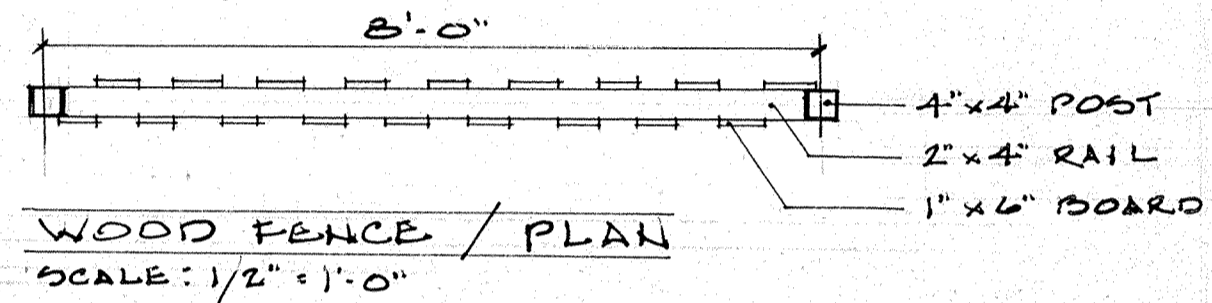 8'-0"
4"x4" POST
2"x4" RAIL
1"x6" BOARD
WOOD FENCE / PLAN
SCALE: 1/2" = 1'-0"